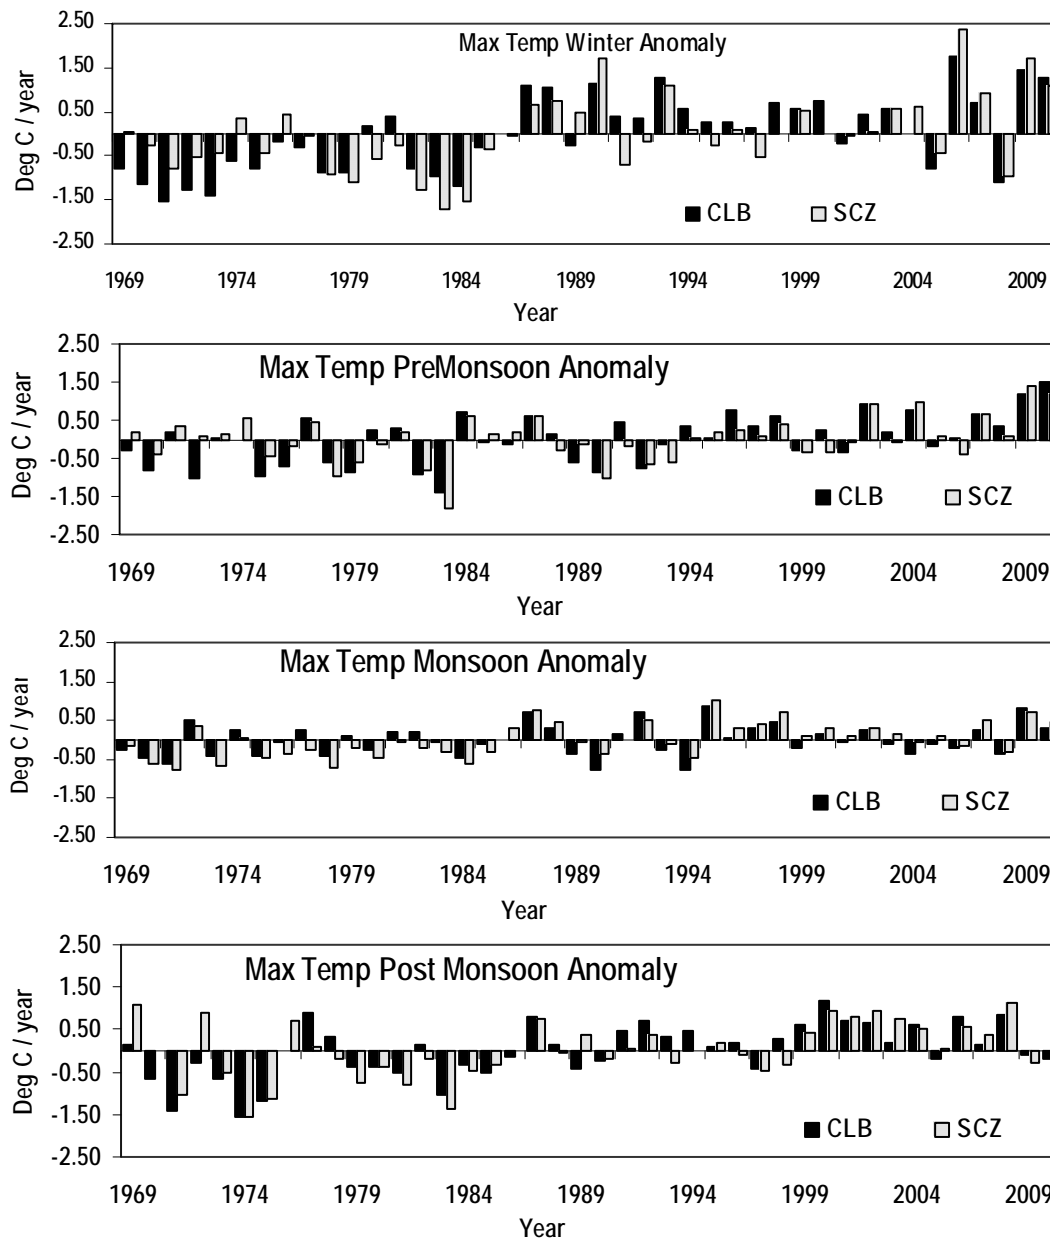 Max Temp Winter Anomaly
Deg C / year
2.50
1.50
0.50
-0.50
-1.50
-2.50
CLB SCZ
1969 1974 1979 1984 1989 1994 1999 2004 2009
Year
Max Temp PreMonsoon Anomaly
Deg C / year
2.50
1.50
0.50
-0.50
-1.50
-2.50
CLB SCZ
1969 1974 1979 1984 1989 1994 1999 2004 2009
Year
Max Temp Monsoon Anomaly
Deg C / year
2.50
1.50
0.50
-0.50
-1.50
-2.50
CLB SCZ
1969 1974 1979 1984 1989 1994 1999 2004 2009
Year
Max Temp Post Monsoon Anomaly
Deg C / year
2.50
1.50
0.50
-0.50
-1.50
-2.50
CLB SCZ
1969 1974 1979 1984 1989 1994 1999 2004 2009
Year